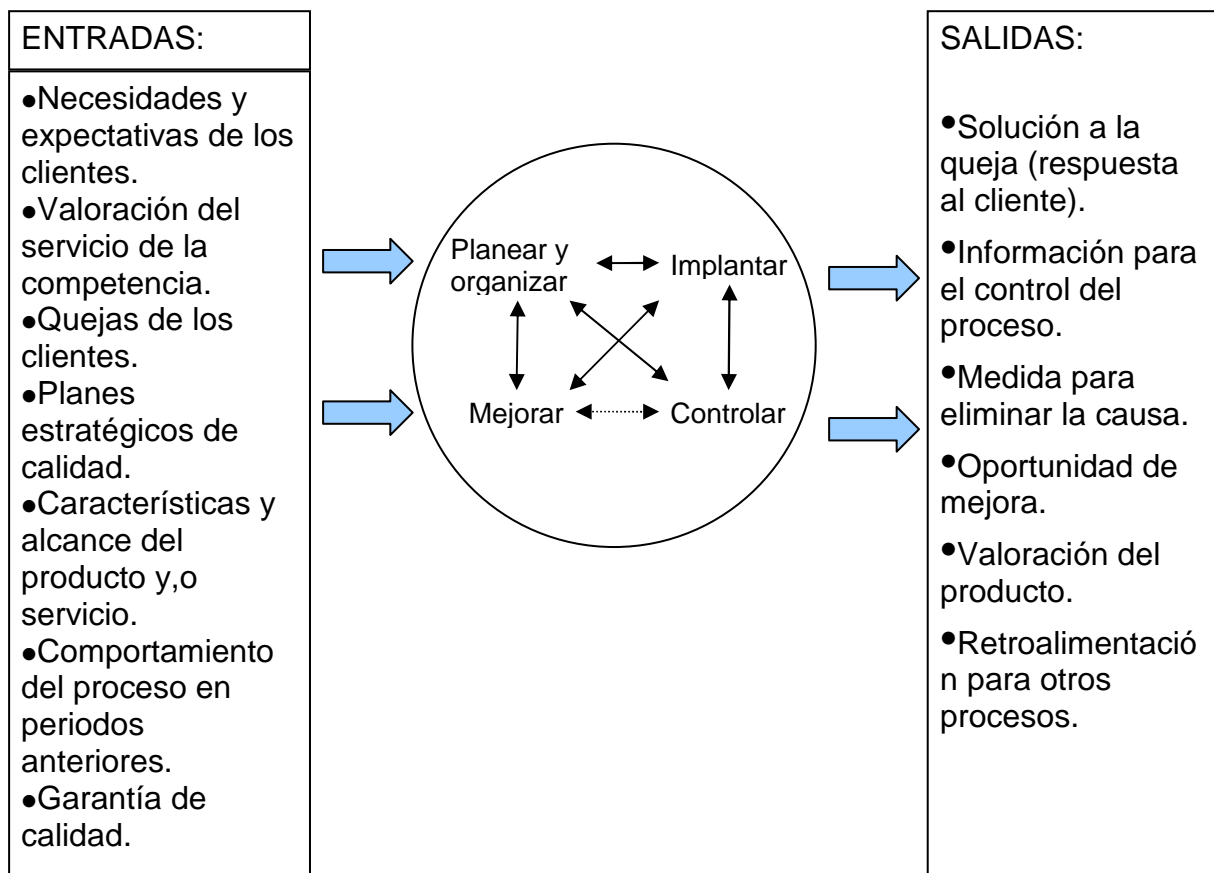 ENTRADAS:
●Necesidades y
expectativas de los
clientes.
●Valoración del
servicio de la
competencia.
●Quejas de los
clientes.
●Planes
estratégicos de
calidad.
●Características y
alcance del
producto y,o
servicio.
●Comportamiento
del proceso en
periodos
anteriores.
●Garantía de
calidad.
Planear y
organizar
Implantar
Mejorar
Controlar
SALIDAS:
●Solución a la
queja (respuesta
al cliente).
●Información para
el control del
proceso.
●Medida para
eliminar la causa.
●Oportunidad de
mejora.
●Valoración del
producto.
●Retroalimentació
n para otros
procesos.